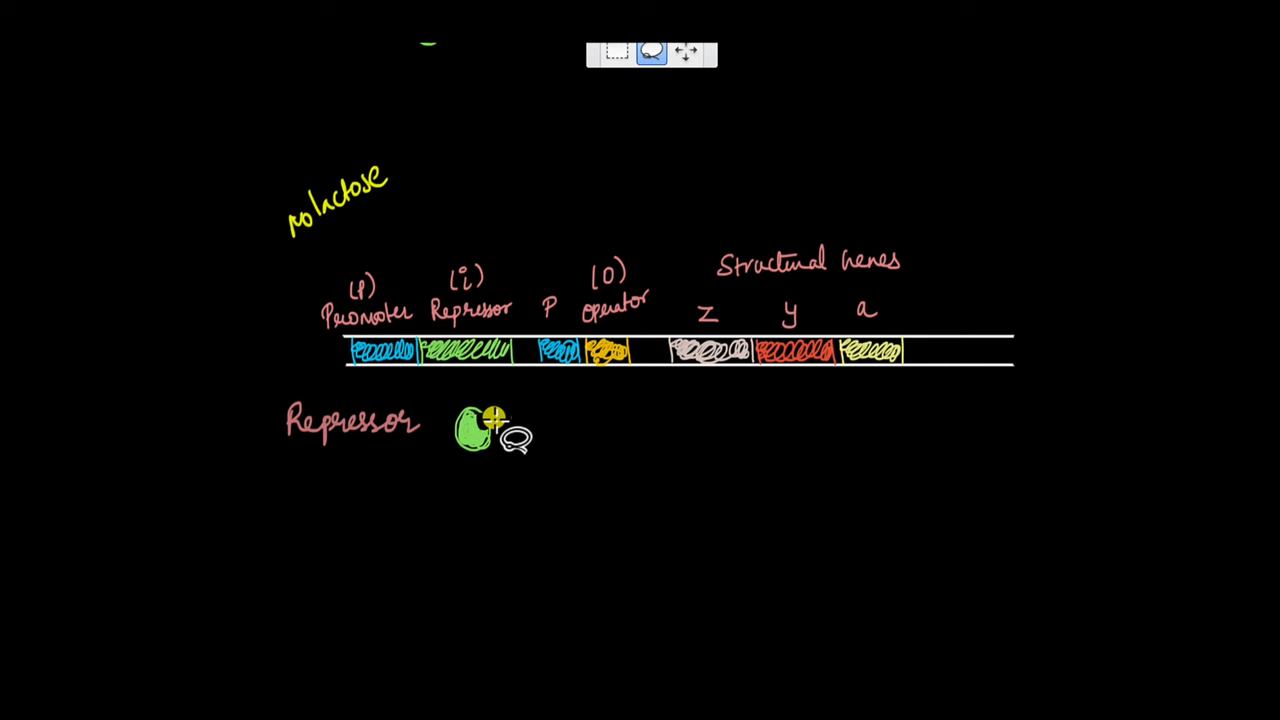 no lactose
(P) (i) (O) Structural Genes
Promoter Repressor P Operator z y a
Repressor